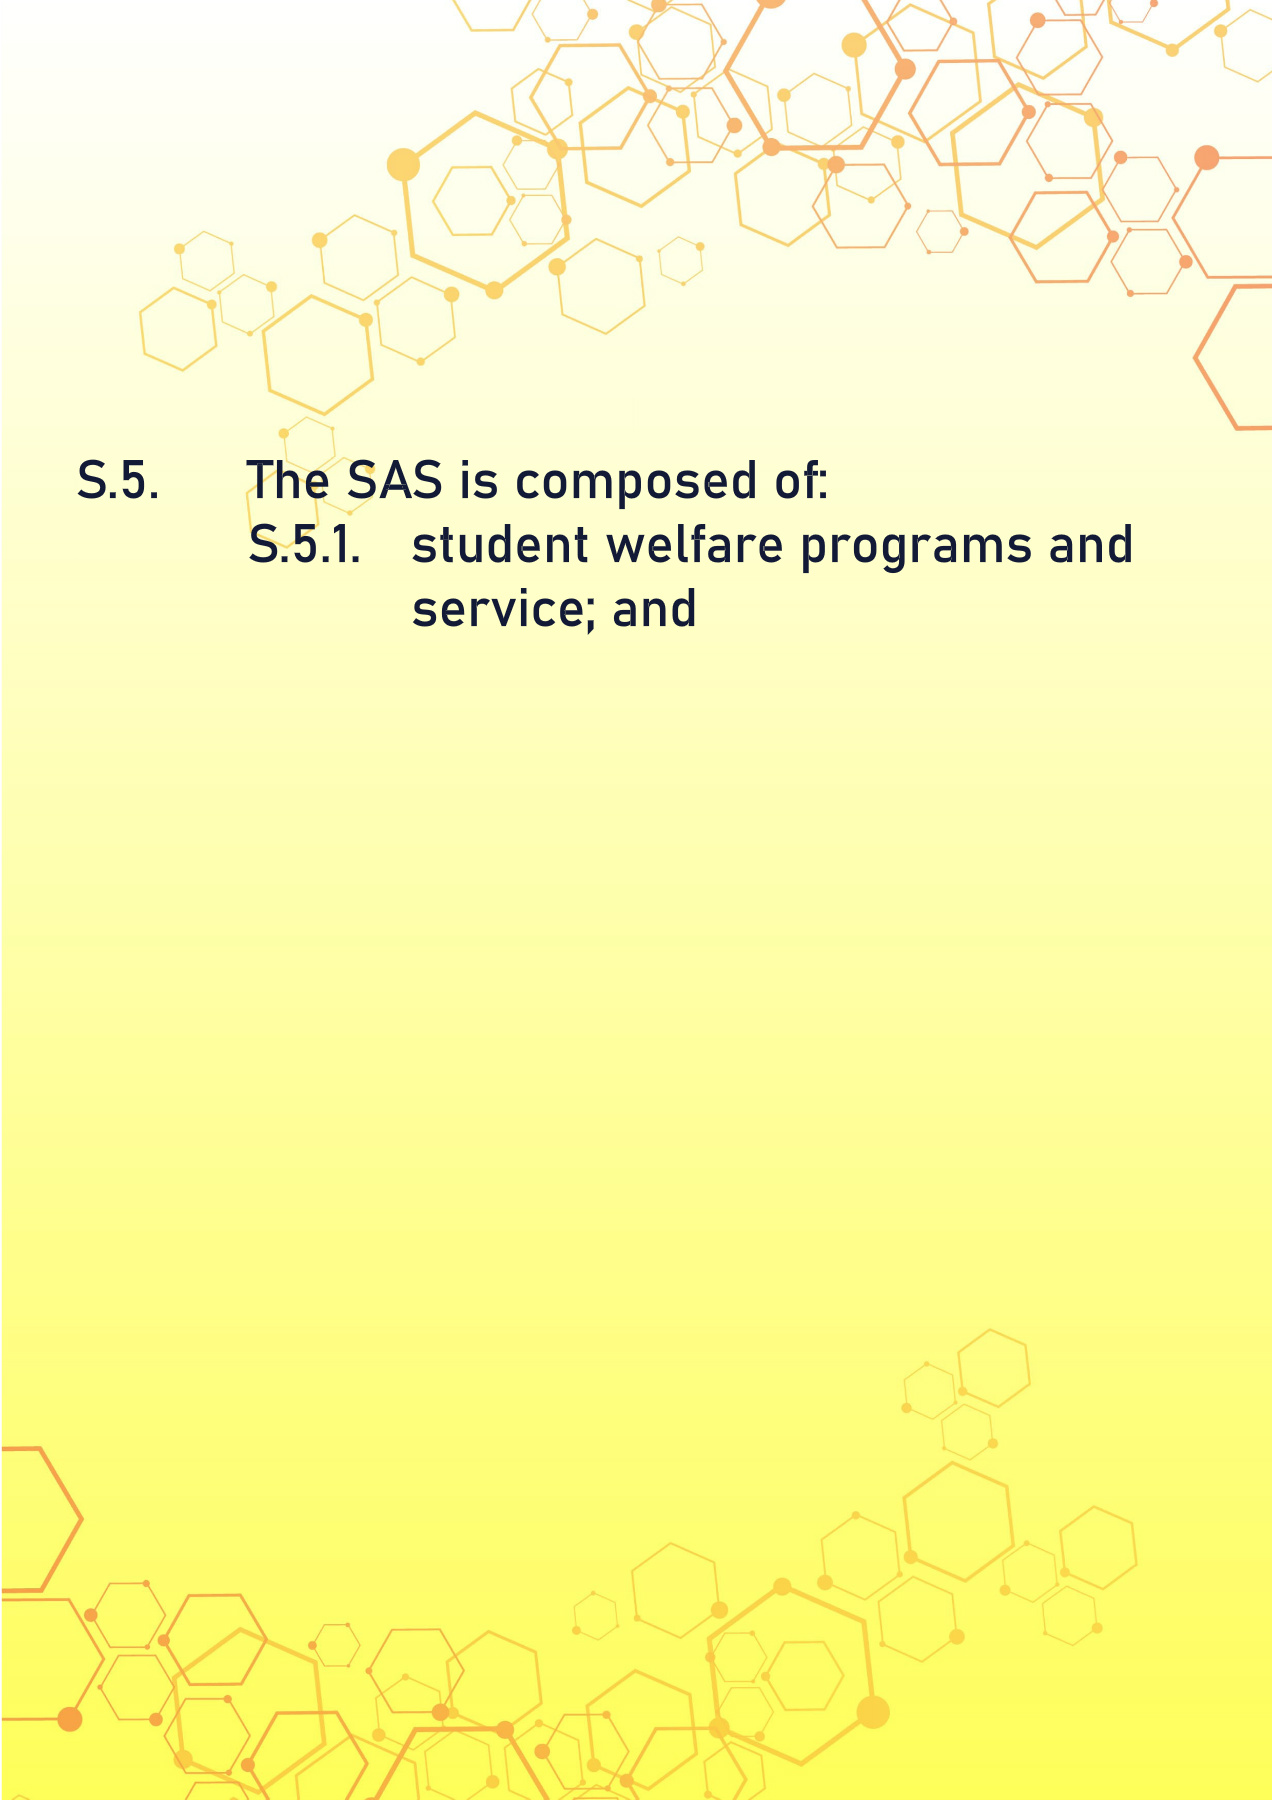 S.5. The SAS is composed of:
S.5.1. student welfare programs and
service; and